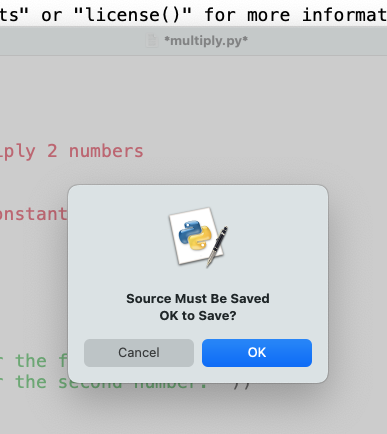 ts" or "license()" for more informat
*multiply.py*
iply 2 numbers
onstant
Source Must Be Saved
OK to Save?
Cancel
OK
r the f
r the second number: "))